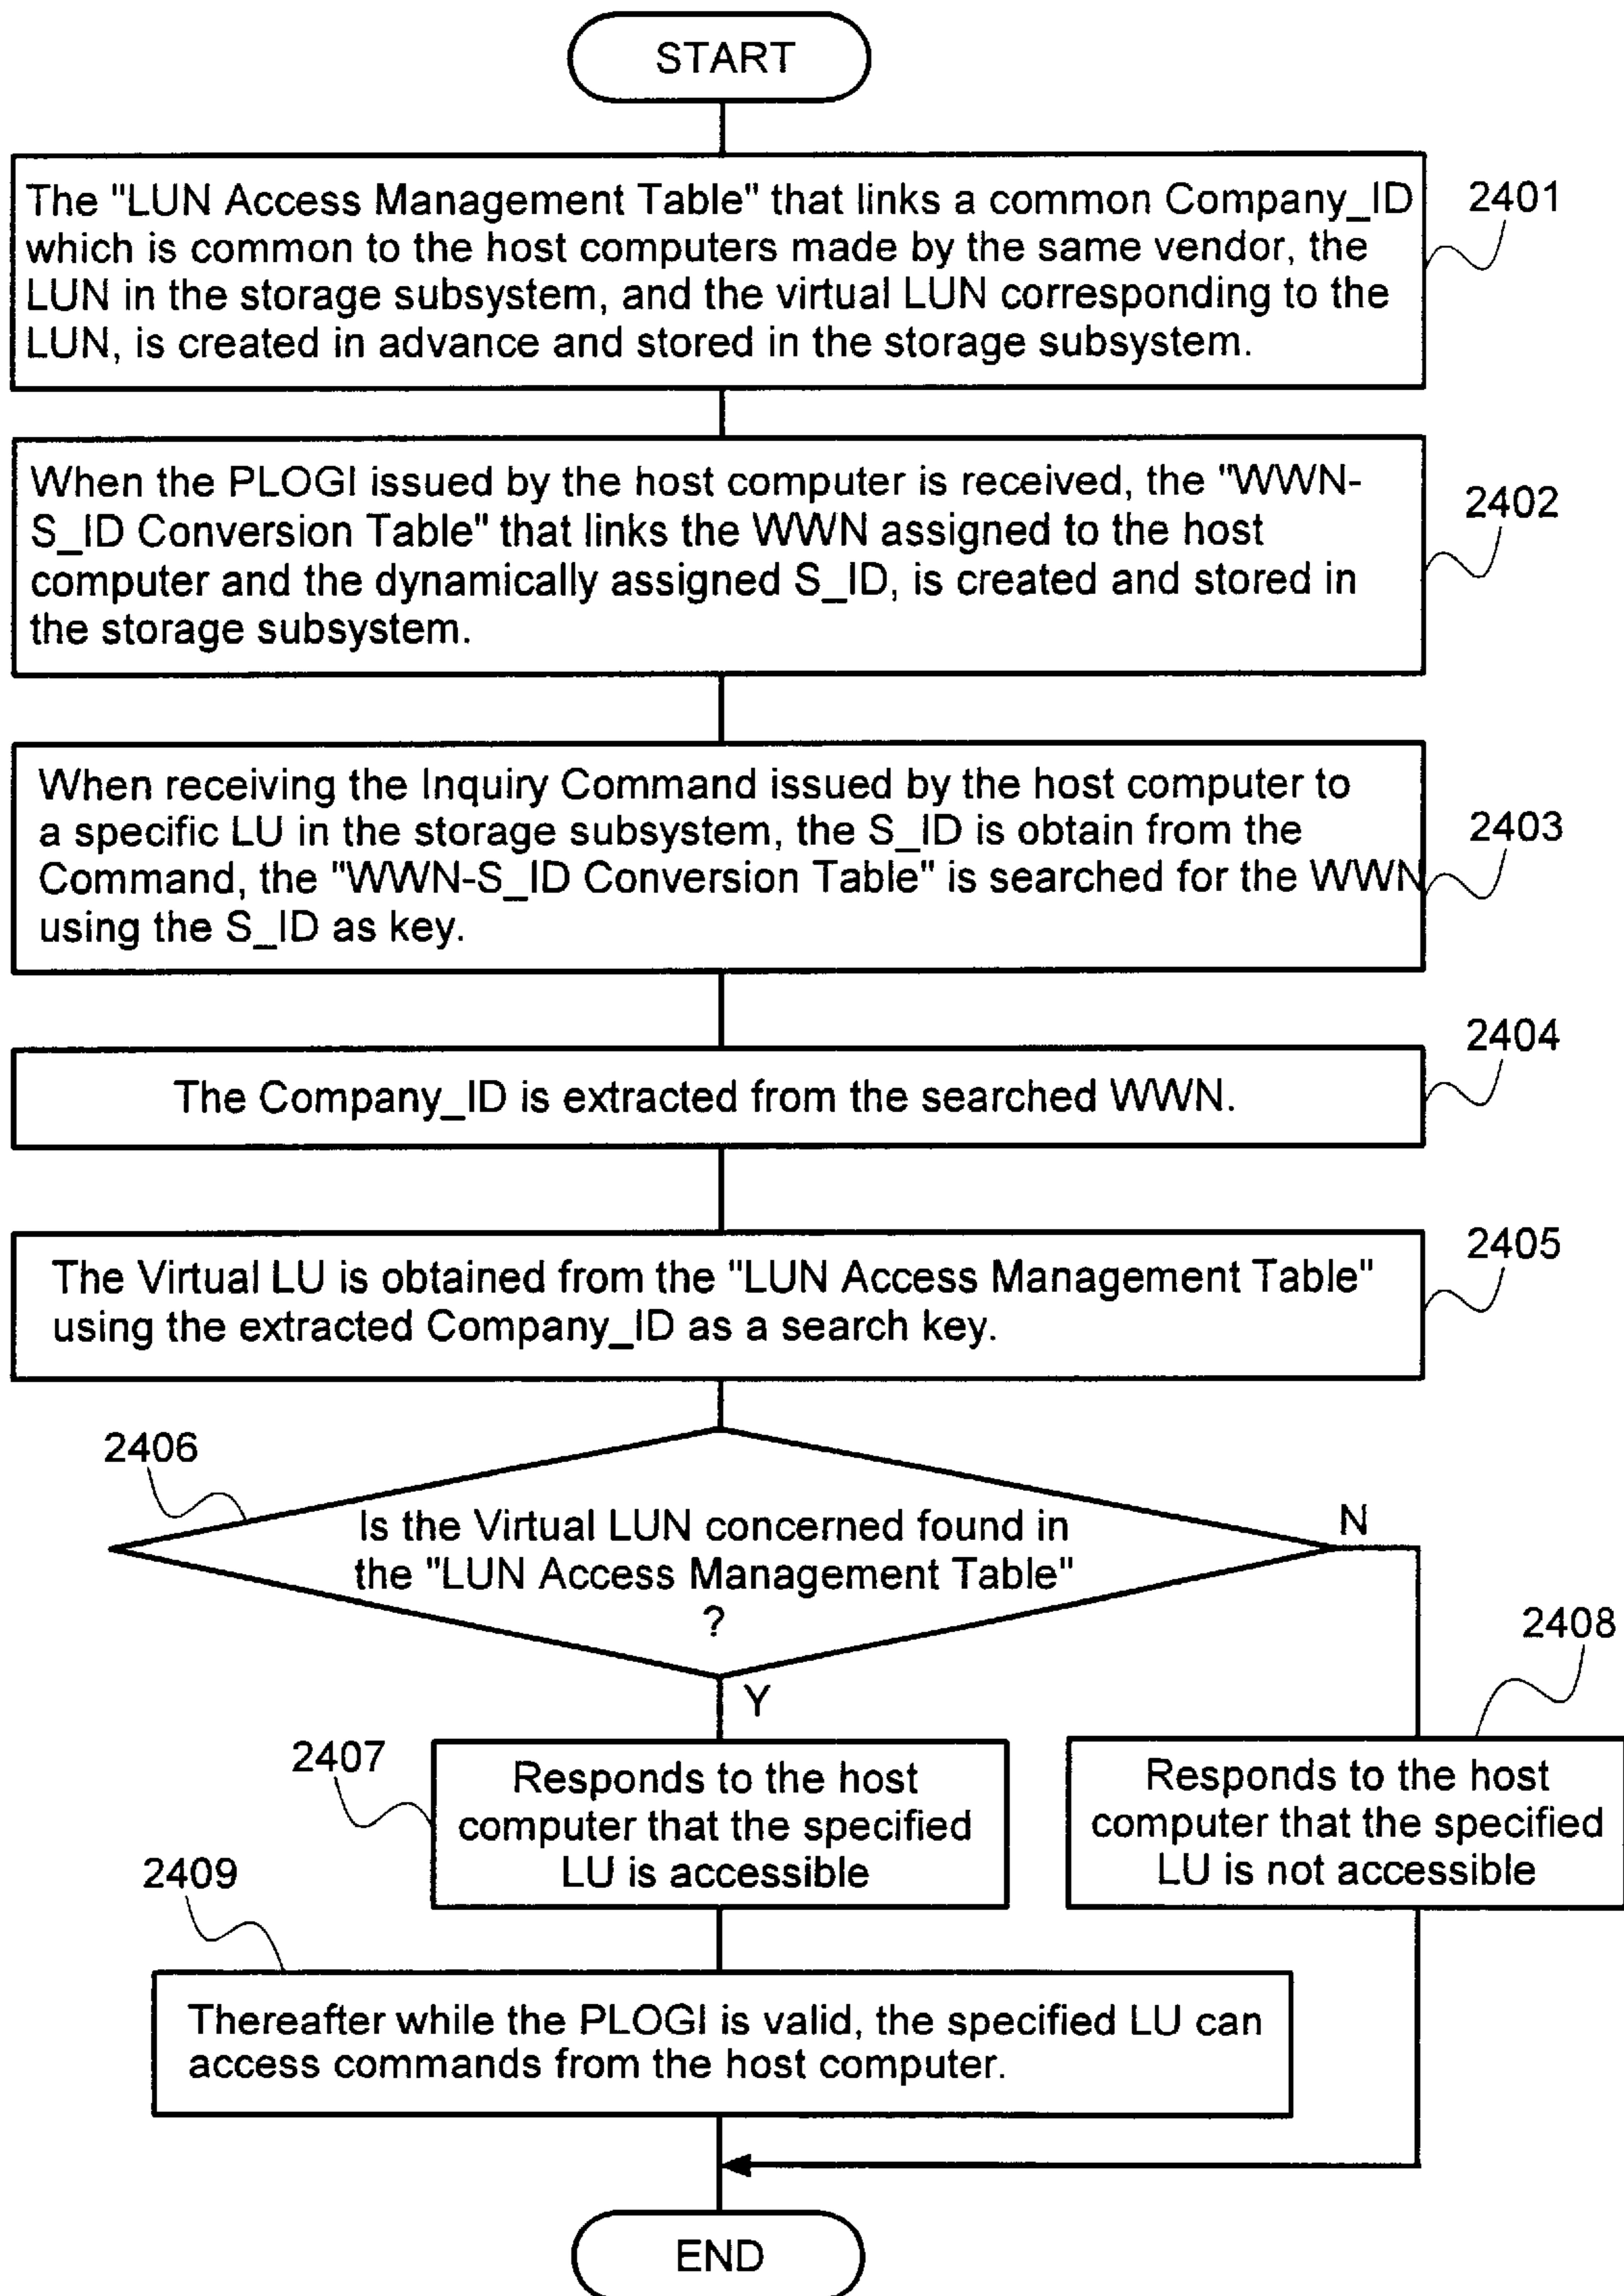 START
The "LUN Access Management Table" that links a common Company_ID
which is common to the host computers made by the same vendor, the
LUN in the storage subsystem, and the virtual LUN corresponding to the
LUN, is created in advance and stored in the storage subsystem.
2401
When the PLOGI issued by the host computer is received, the "WWN-
S_ID Conversion Table" that links the WWN assigned to the host
computer and the dynamically assigned S_ID, is created and stored in
the storage subsystem.
2402
When receiving the Inquiry Command issued by the host computer to
a specific LU in the storage subsystem, the S_ID is obtain from the
Command, the "WWN-S_ID Conversion Table" is searched for the WWN
using the S_ID as key.
2403
2404
The Company_ID is extracted from the searched WWN.
2405
The Virtual LU is obtained from the "LUN Access Management Table"
using the extracted Company_ID as a search key.
2406
Is the Virtual LUN concerned found in
the "LUN Access Management Table"
?
N
Y
2407
Responds to the host
computer that the specified
LU is accessible
2408
Responds to the host
computer that the specified
LU is not accessible
2409
Thereafter while the PLOGI is valid, the specified LU can
access commands from the host computer.
END